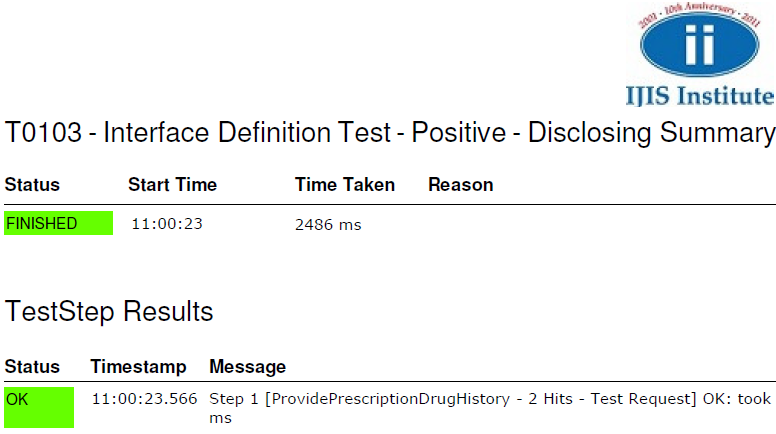 2001 - 10th Anniversary - 2011
ii
IJIS Institute
T0103 - Interface Definition Test - Positive - Disclosing Summary
Status Start Time Time Taken Reason
FINISHED 11:00:23 2486 ms
TestStep Results
Status Timestamp Message
OK 11:00:23.566 Step 1 [ProvidePrescriptionDrugHistory - 2 Hits - Test Request] OK: took
ms